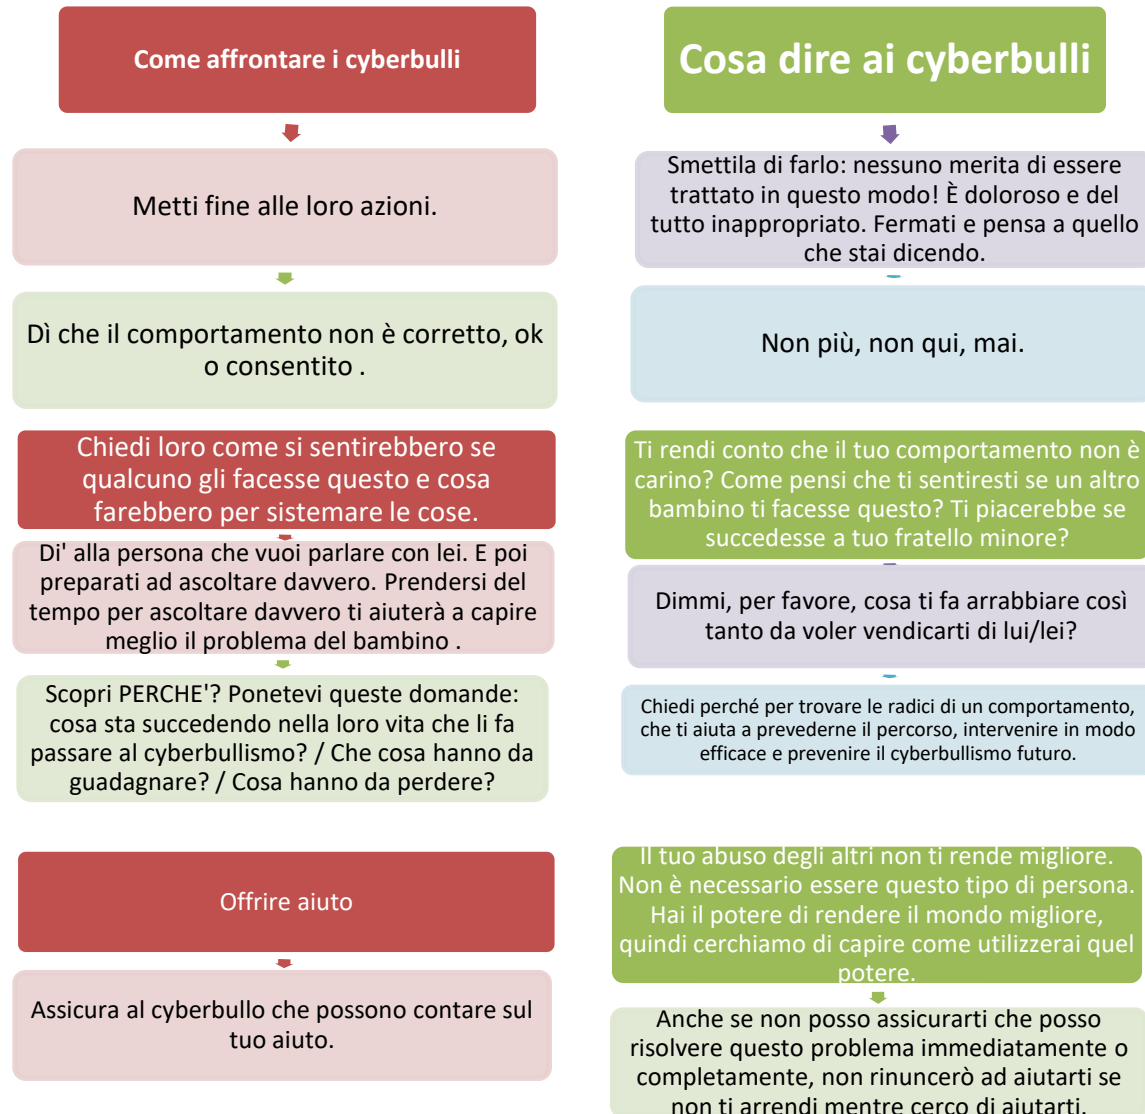 Come affrontare i cyberbulli
Metti fine alle loro azioni.
Dì che il comportamento non è corretto, ok
o consentito .
Chiedi loro come si sentirebbero se
qualcuno gli facesse questo e cosa
farebbero per sistemare le cose.
Di' alla persona che vuoi parlare con lei. E poi
preparati ad ascoltare davvero. Prendersi del
tempo per ascoltare davvero ti aiuterà a capire
meglio il problema del bambino .
Scopri PERCHE'? Ponetevi queste domande:
cosa sta succedendo nella loro vita che li fa
passare al cyberbullismo? / Che cosa hanno da
guadagnare? / Cosa hanno da perdere?
Offrire aiuto
Assicura al cyberbullo che possono contare sul
tuo aiuto.
Cosa dire ai cyberbulli
Smettila di farlo: nessuno merita di essere
trattato in questo modo! È doloroso e del
tutto inappropriato. Fermati e pensa a quello
che stai dicendo.
Non più, non qui, mai.
Ti rendi conto che il tuo comportamento non è
carino? Come pensi che ti sentiresti se un altro
bambino ti facesse questo? Ti piacerebbe se
succedesse a tuo fratello minore?
Dimmi, per favore, cosa ti fa arrabbiare così
tanto da voler vendicarti di lui/lei?
Chiedi perché per trovare le radici di un comportamento,
che ti aiuta a prevederne il percorso, intervenire in modo
efficace e prevenire il cyberbullismo futuro.
Il tuo abuso degli altri non ti rende migliore.
Non è necessario essere questo tipo di persona.
Hai il potere di rendere il mondo migliore,
quindi cerchiamo di capire come utilizzerai quel
potere.
Anche se non posso assicurarti che posso
risolvere questo problema immediatamente o
completamente, non rinuncerò ad aiutarti se
non ti arrendi mentre cerco di aiutarti.